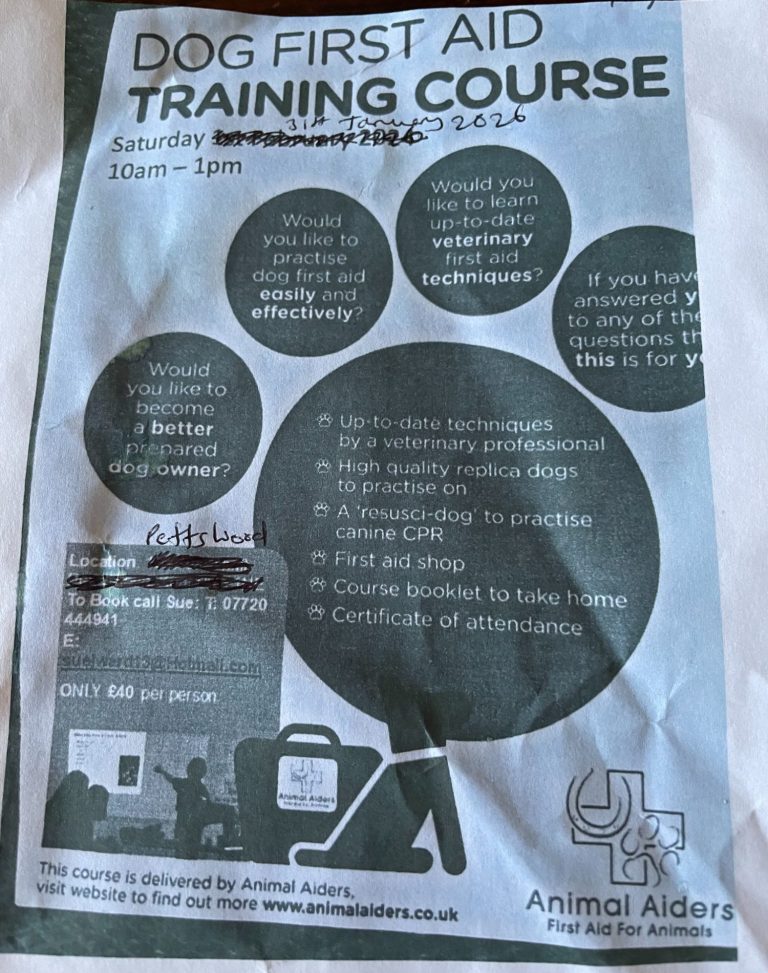 DOG FIRST AID
TRAINING COURSE
31st January 2026
Saturday
10am – 1pm
Would you
like to learn
up-to-date
veterinary
first aid
techniques?
Would
you like to
practise
dog first aid
easily and
effectively?
If you hav
answered y
to any of the
questions th
this is for y
Would
you like to
become
a better
prepared
dog owner?
Up-to-date techniques
by a veterinary professional
High quality replica dogs
to practise on
A 'resusci-dog' to practise
canine CPR
First aid shop
Course booklet to take home
Certificate of attendance
Petts Wood
Location
To Book call Sue: T: 07720
444941
E:
ONLY £40 per person
Animal Aiders
This course is delivered by Animal Aiders,
visit website to find out more www.animalaiders.co.uk
Animal Aiders
First Aid For Animals